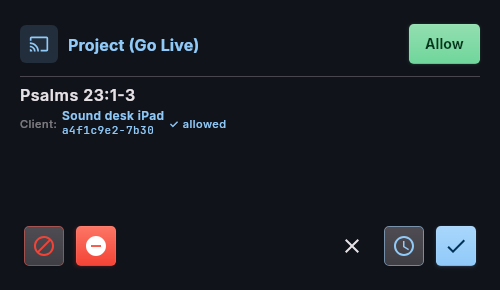 Project (Go Live)
Allow
Psalms 23:1-3
Client: Sound desk iPad ✓ allowed
a4f1c9e2-7b30